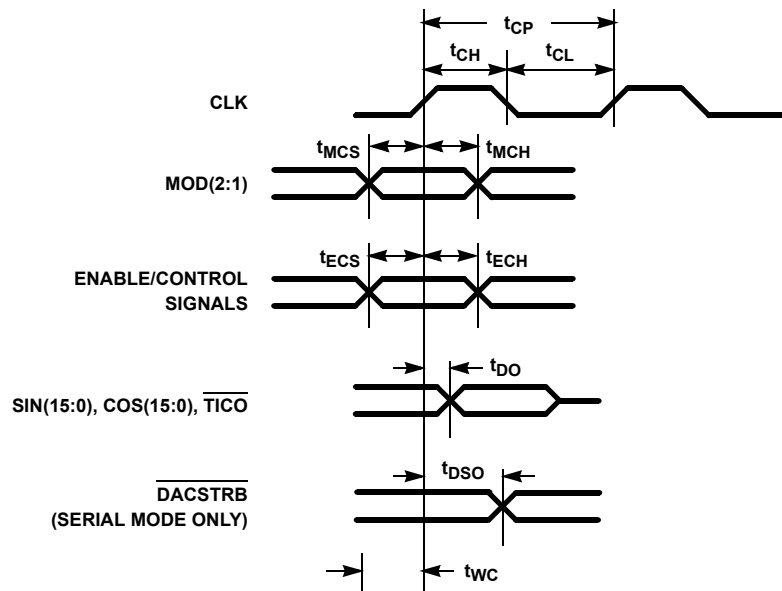 tCP
tCH tCL
CLK
tMCS tMCH
MOD(2:1)
tECS tECH
ENABLE/CONTROL
SIGNALS
tDO
SIN(15:0), COS(15:0), TICO
tDSO
DACSTRB
(SERIAL MODE ONLY)
tWC